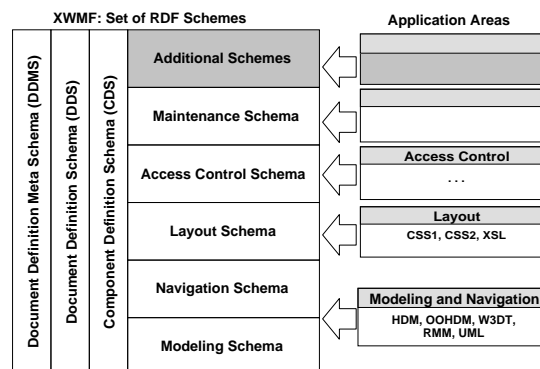 XWMF: Set of RDF Schemes
Application Areas
Document Definition Meta Schema (DDMS)
Document Definition Schema (DDS)
Component Definition Schema (CDS)
Additional Schemes
Maintenance Schema
Access Control Schema
Access Control
. . .
Layout Schema
Layout
CSS1, CSS2, XSL
Navigation Schema
Modeling Schema
Modeling and Navigation
HDM, OOHDM, W3DT,
RMM, UML